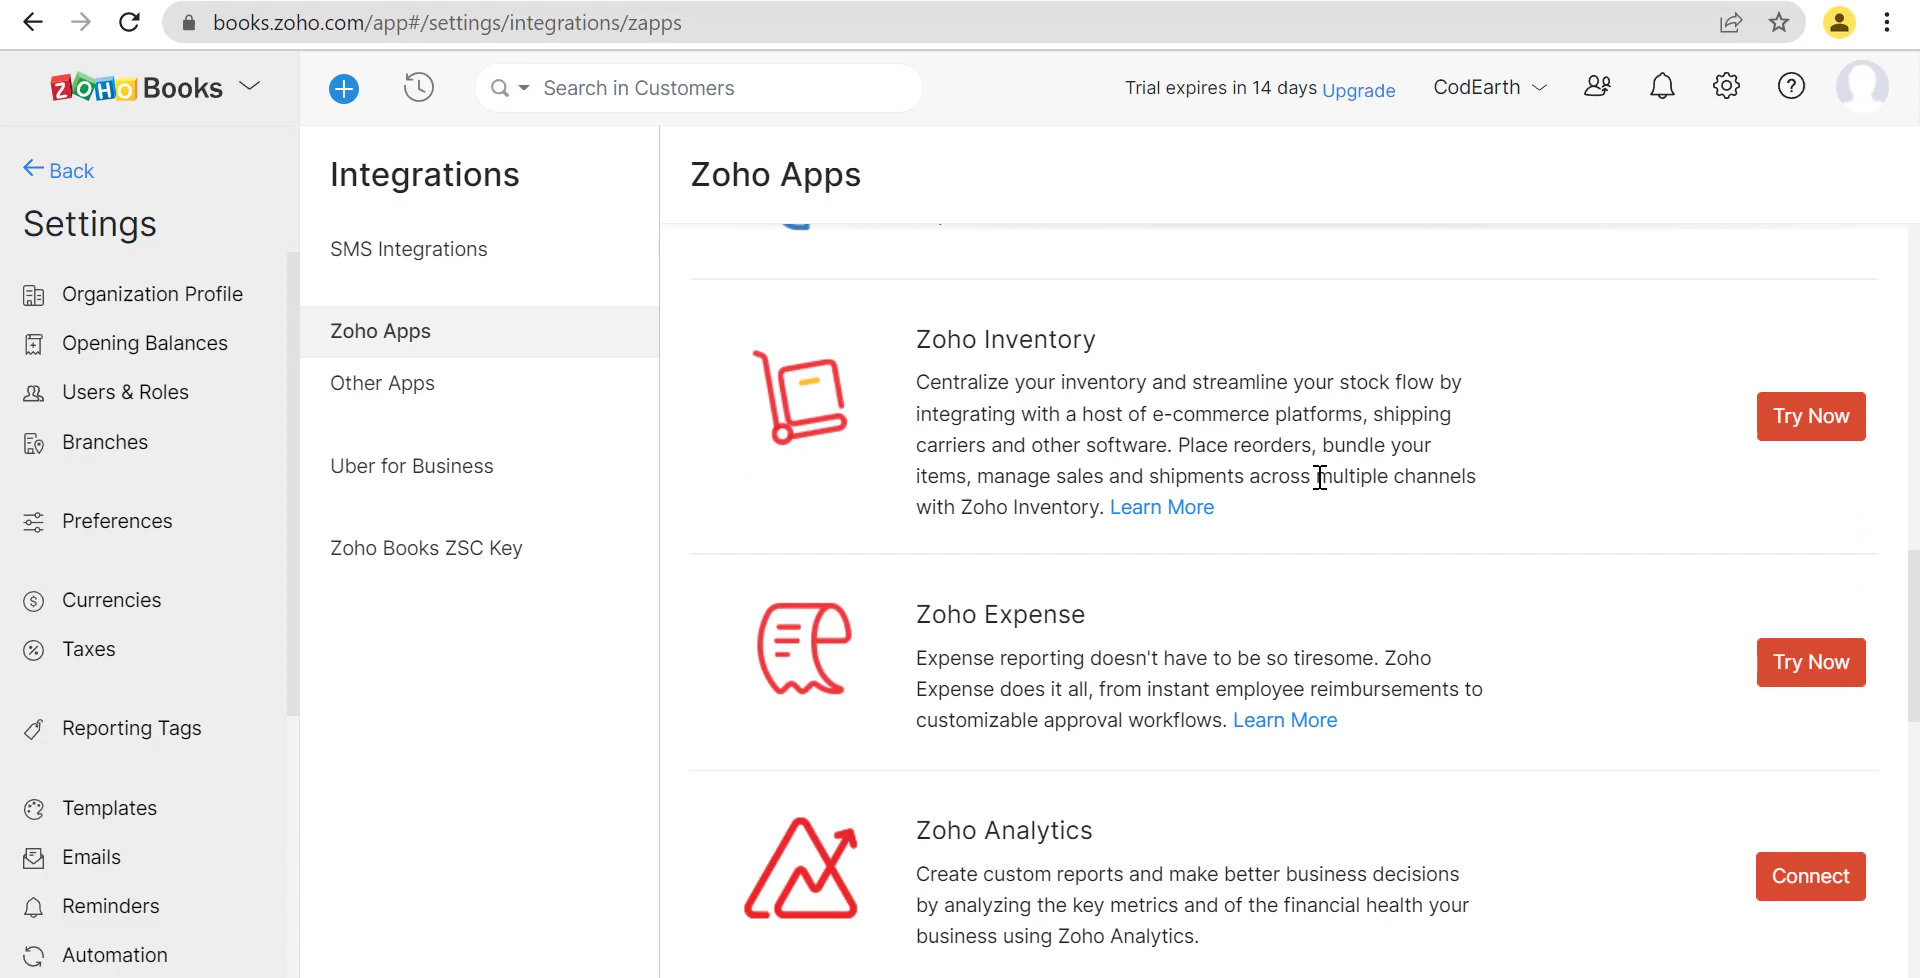 books.zoho.com/app#/settings/integrations/zapps
ZOHO Books
Search in Customers
Trial expires in 14 days Upgrade
CodEarth
Back
Settings
Organization Profile
Opening Balances
Users & Roles
Branches
Preferences
Currencies
Taxes
Reporting Tags
Templates
Emails
Reminders
Automation
Integrations
SMS Integrations
Zoho Apps
Other Apps
Uber for Business
Zoho Books ZSC Key
Zoho Apps
Zoho Inventory
Centralize your inventory and streamline your stock flow by
integrating with a host of e-commerce platforms, shipping
carriers and other software. Place reorders, bundle your
items, manage sales and shipments across multiple channels
with Zoho Inventory. Learn More
Try Now
Zoho Expense
Expense reporting doesn't have to be so tiresome. Zoho
Expense does it all, from instant employee reimbursements to
customizable approval workflows. Learn More
Try Now
Zoho Analytics
Create custom reports and make better business decisions
by analyzing the key metrics and of the financial health your
business using Zoho Analytics.
Connect